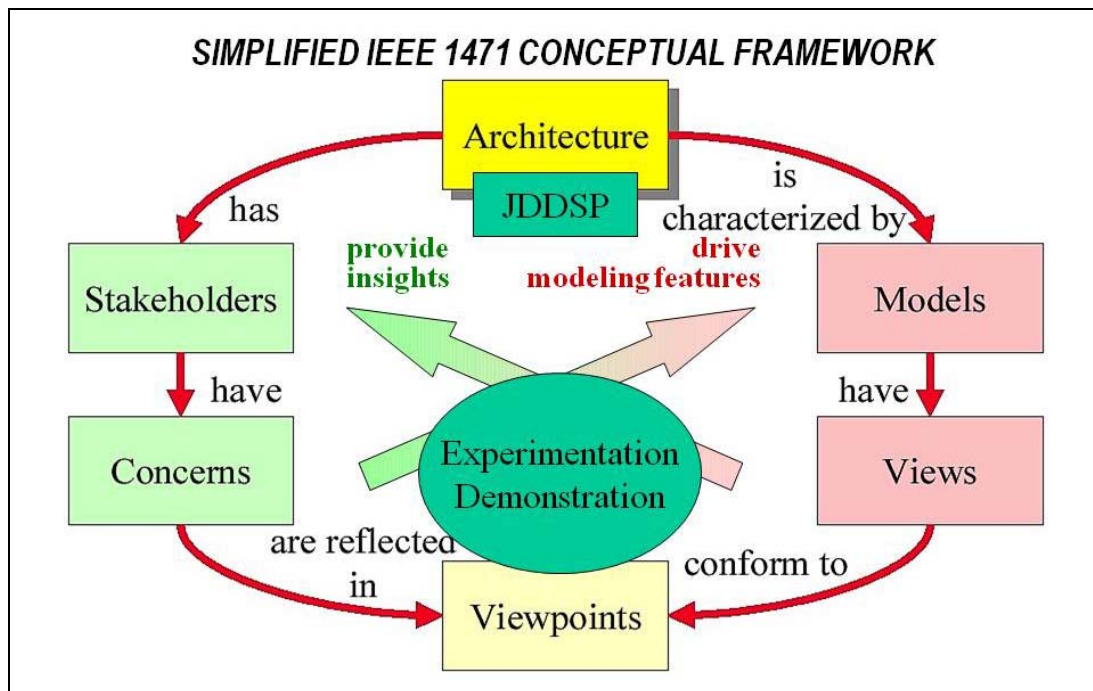 SIMPLIFIED IEEE 1471 CONCEPTUAL FRAMEWORK
Architecture
JDDSP
has
is
characterized by
provide
insights
drive
modeling features
Stakeholders
Models
have
have
Concerns
Experimentation
Demonstration
Views
are reflected
in
conform to
Viewpoints